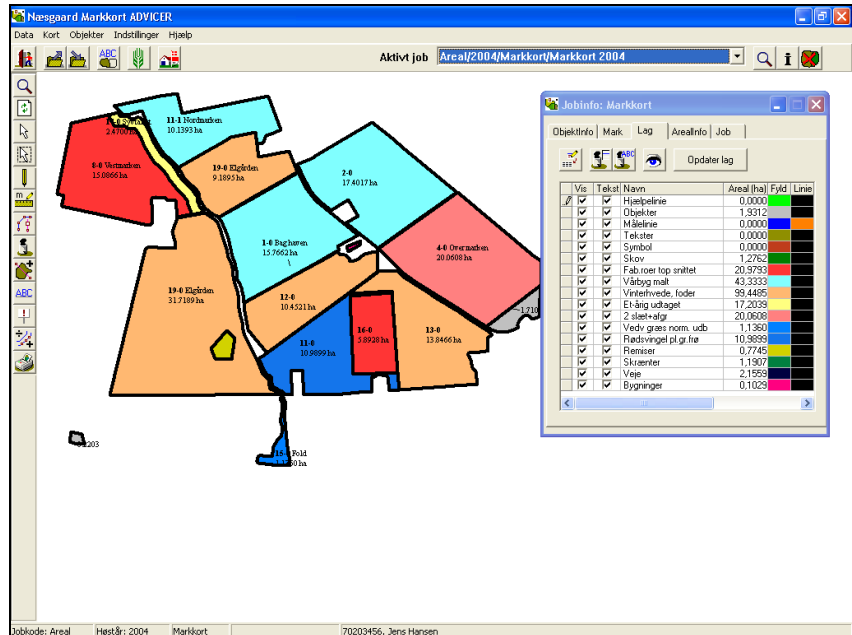 Næsgaard Markkort ADVICER
Data Kort Objekter Indstillinger Hjælp
ABC
Aktivt job
Areal/2004/Markkort/Markkort 2004
11-1 Nordmarken
10.1393 ha
2.4700 ha
8-0 Vestmarken
15.0866 ha
19-0 Elgården
9.1895 ha
2-0
17.4017 ha
1-0 Baghaven
15.7662 ha
4-0 Overmarken
20.0608 ha
19-0 Elgården
31.7189 ha
12-0
10.4521 ha
11-0
10.9899 ha
16-0
5.8928 ha
13-0
13.8466 ha
1.710
15-0 Fold
Jobinfo: Markkort
ObjektInfo Mark Lag ArealInfo Job
ABC
Opdater lag
Vis Tekst Navn Areal (ha) Fyld Linie
Hjælpelinie 0,0000
Objekter 1,9312
Målelinie 0,0000
Tekster 0,0000
Symbol 0,0000
Skov 1,2762
Fab.roer top snittet 20,9793
Vårbyg malt 43,3333
Vinterhvede, foder 99,4485
Et-årig udtaget 17,2039
2 slæt+afgr 20,0608
Vedv græs norm. udb 1,1360
Rødsvingel pl.gr.frø 10,9899
Remiser 0,7745
Skrænter 1,1907
Veje 2,1559
Bygninger 0,1029
m
ABC
Jobkode: Areal Høstår: 2004 Markkort 70203456, Jens Hansen